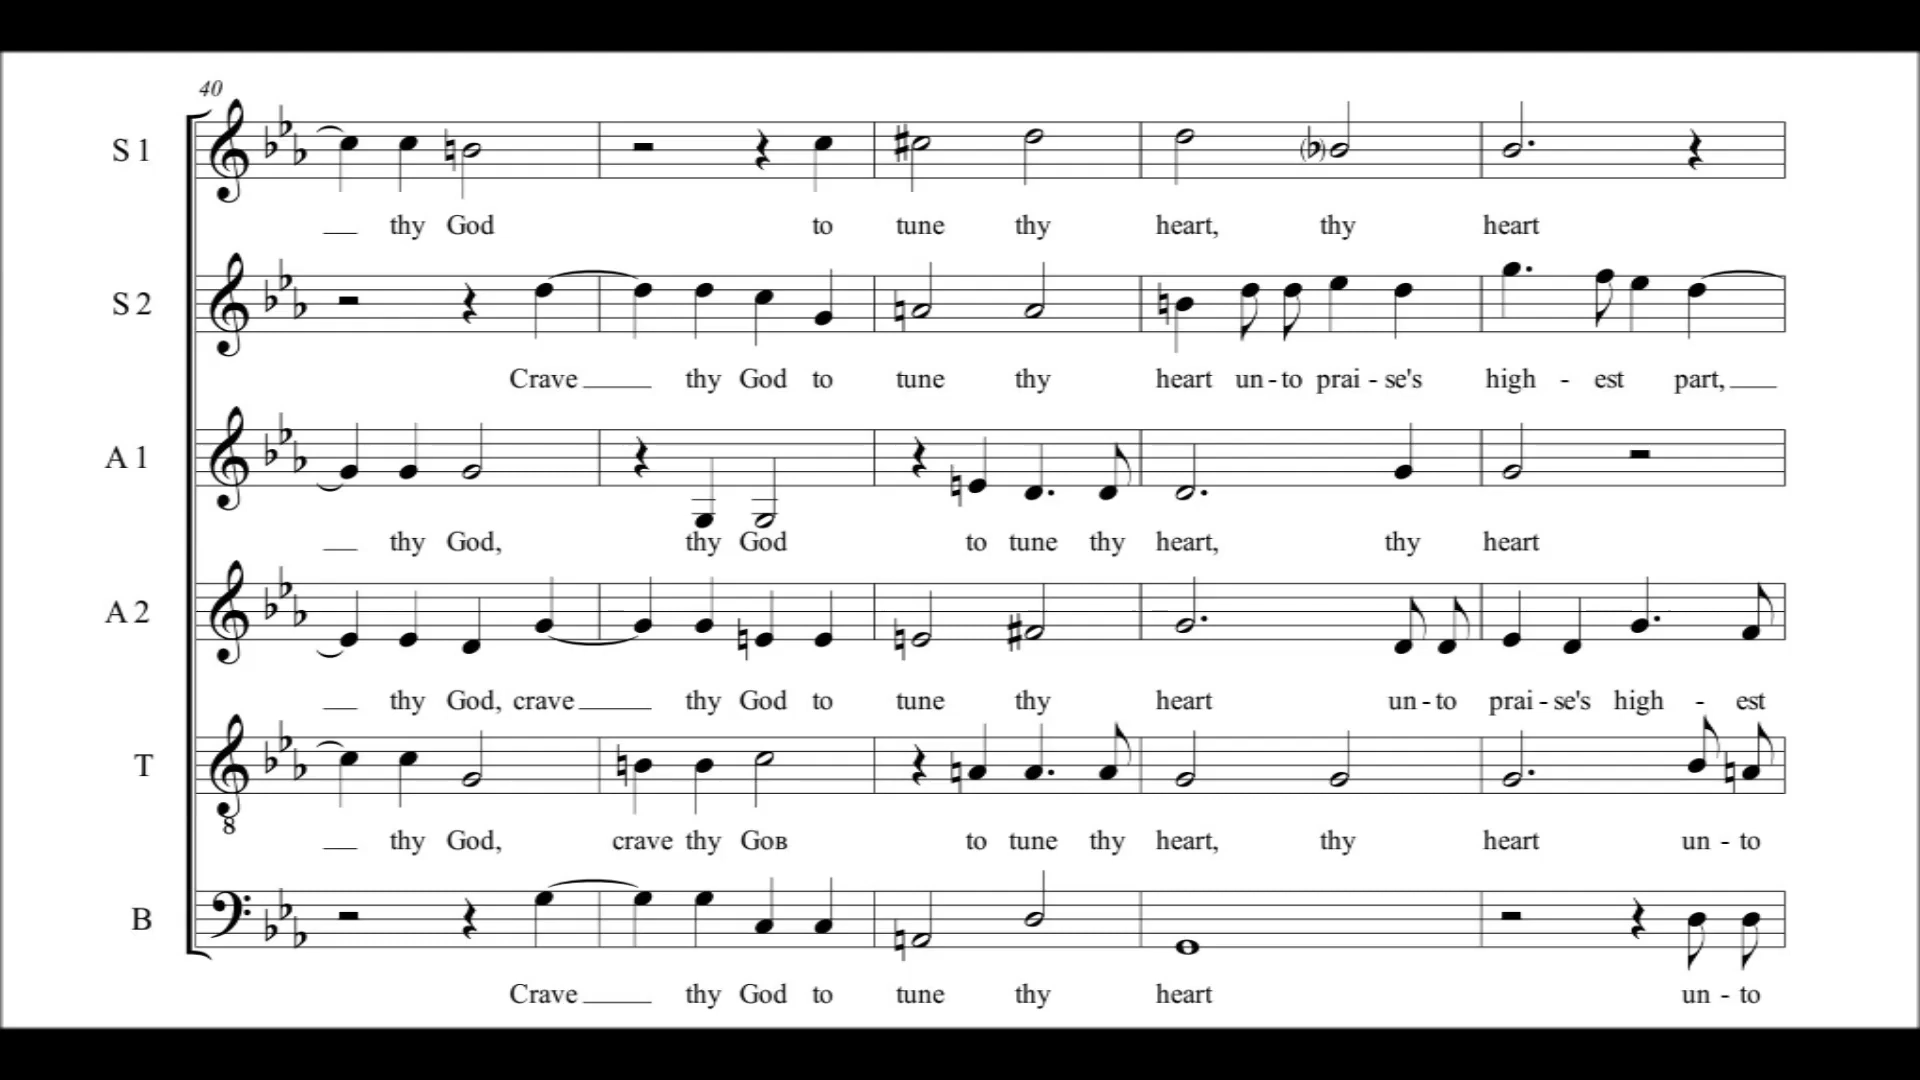 40
S 1
thy God to tune thy heart, thy heart
S 2
Crave thy God to tune thy heart un - to prai - se's high - est part,
A 1
thy God, thy God to tune thy heart, thy heart
A 2
thy God, crave thy God to tune thy heart un - to prai - se's high - est
T
8
thy God, crave thy Goв to tune thy heart, thy heart un - to
B
Crave thy God to tune thy heart un - to